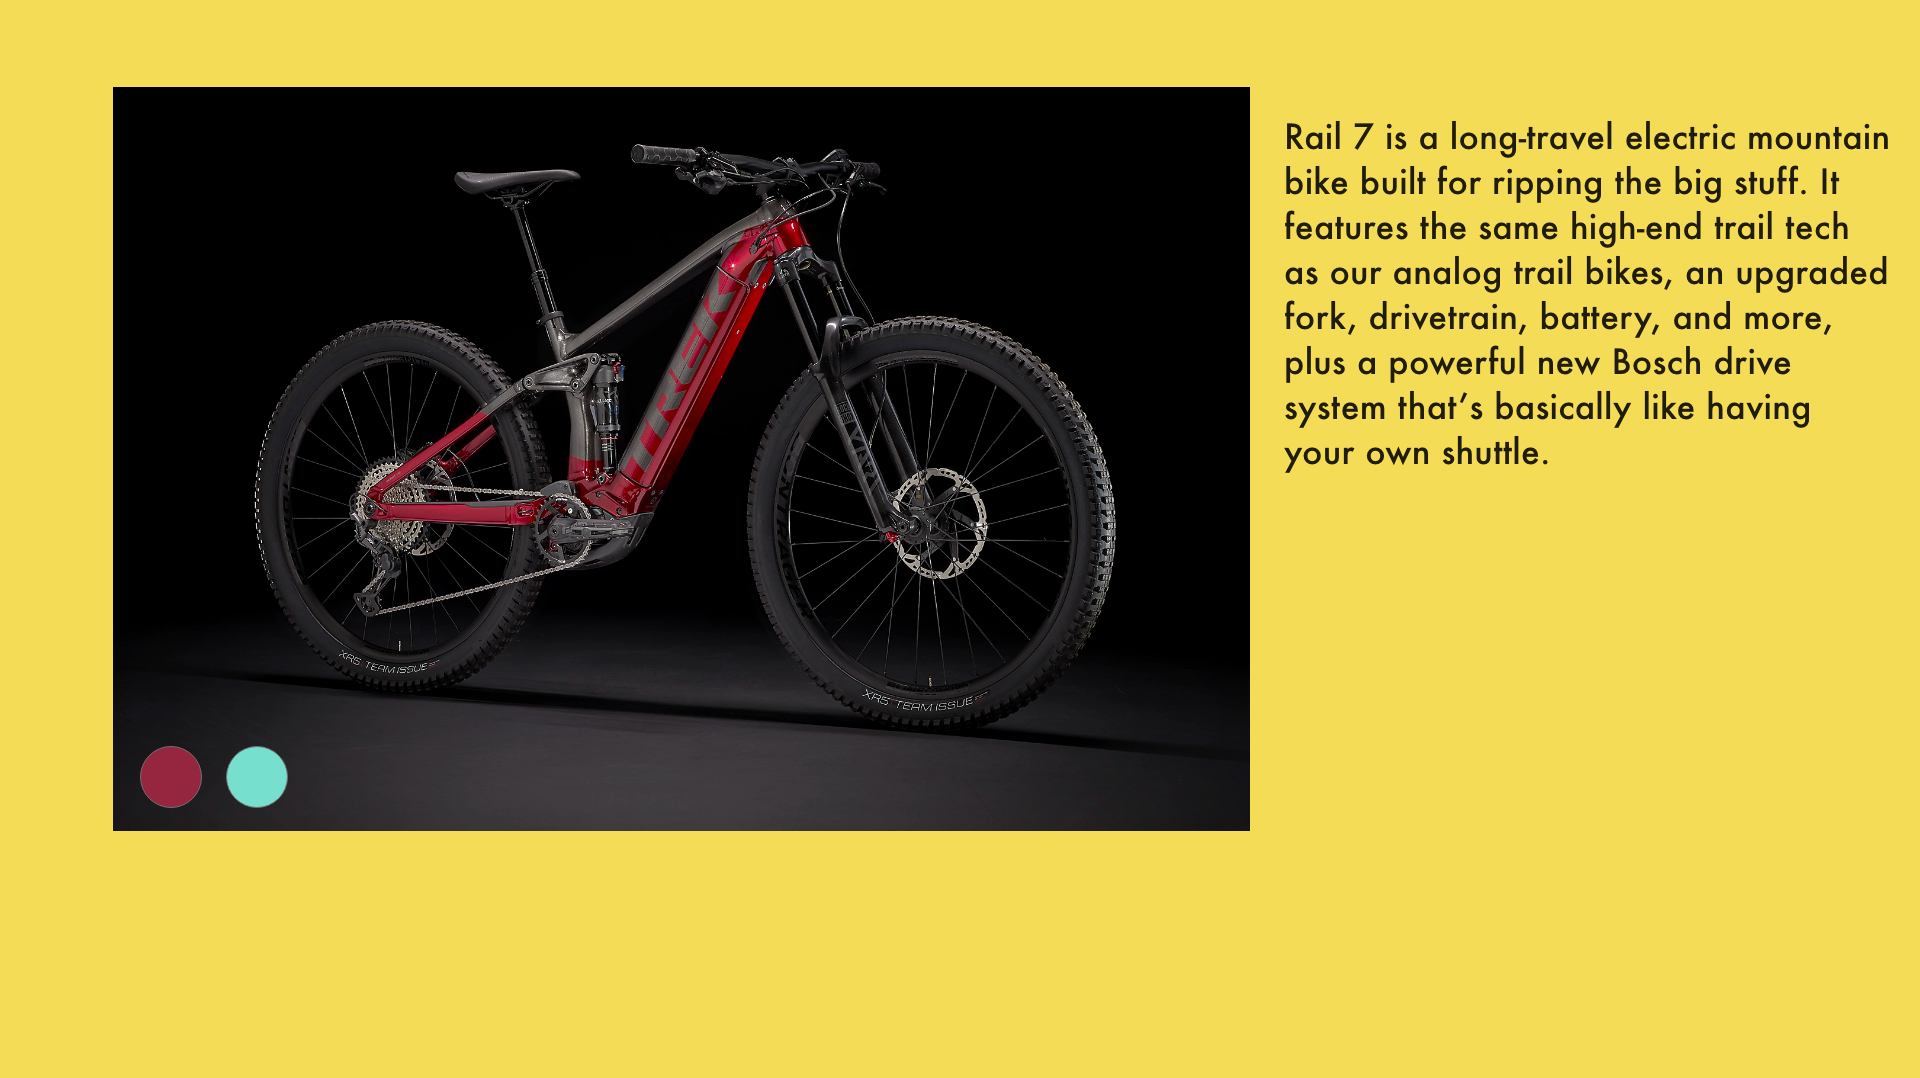 Rail 7 is a long-travel electric mountain
bike built for ripping the big stuff. It
features the same high-end trail tech
as our analog trail bikes, an upgraded
fork, drivetrain, battery, and more,
plus a powerful new Bosch drive
system that’s basically like having
your own shuttle.
TREK
XR5 TEAM ISSUE
XR5 TEAM ISSUE